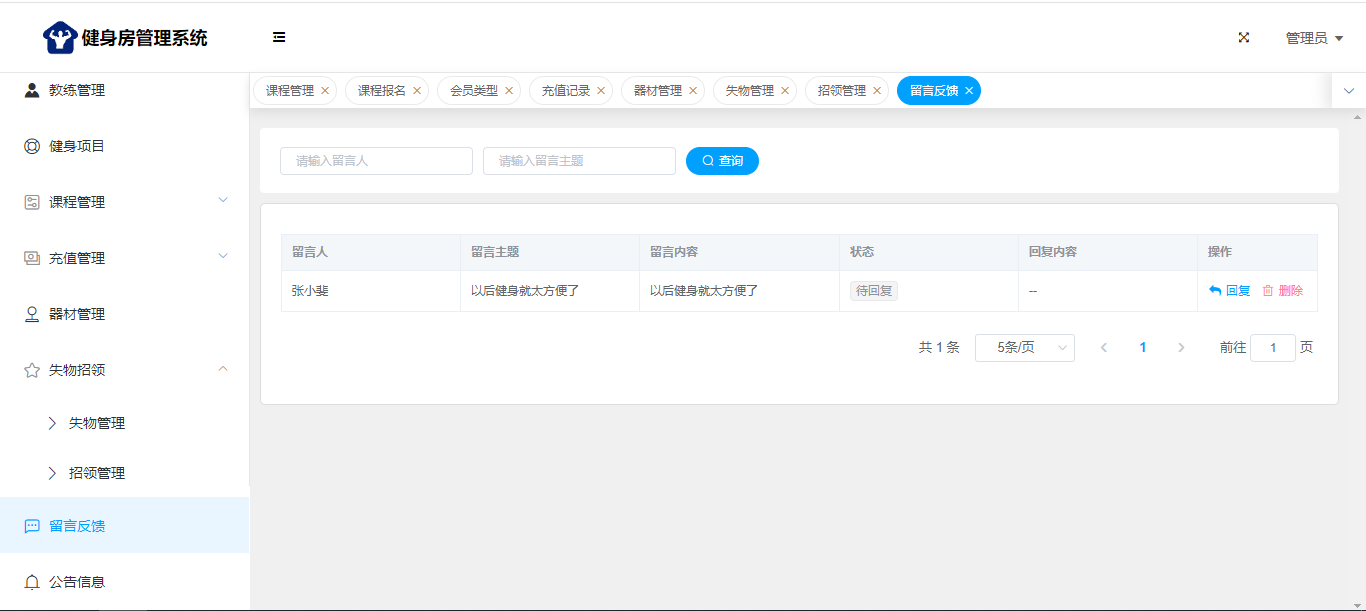 健身房管理系统
管理员
教练管理
健身项目
课程管理
充值管理
器材管理
失物招领
失物管理
招领管理
留言反馈
公告信息
课程管理 课程报名 会员类型 充值记录 器材管理 失物管理 招领管理 留言反馈
请输入留言人 请输入留言主题 查询
留言人 留言主题 留言内容 状态 回复内容 操作
张小斐 以后健身就太方便了 以后健身就太方便了 待回复 -- 回复 删除
共 1 条 5条/页 1 前往 1 页